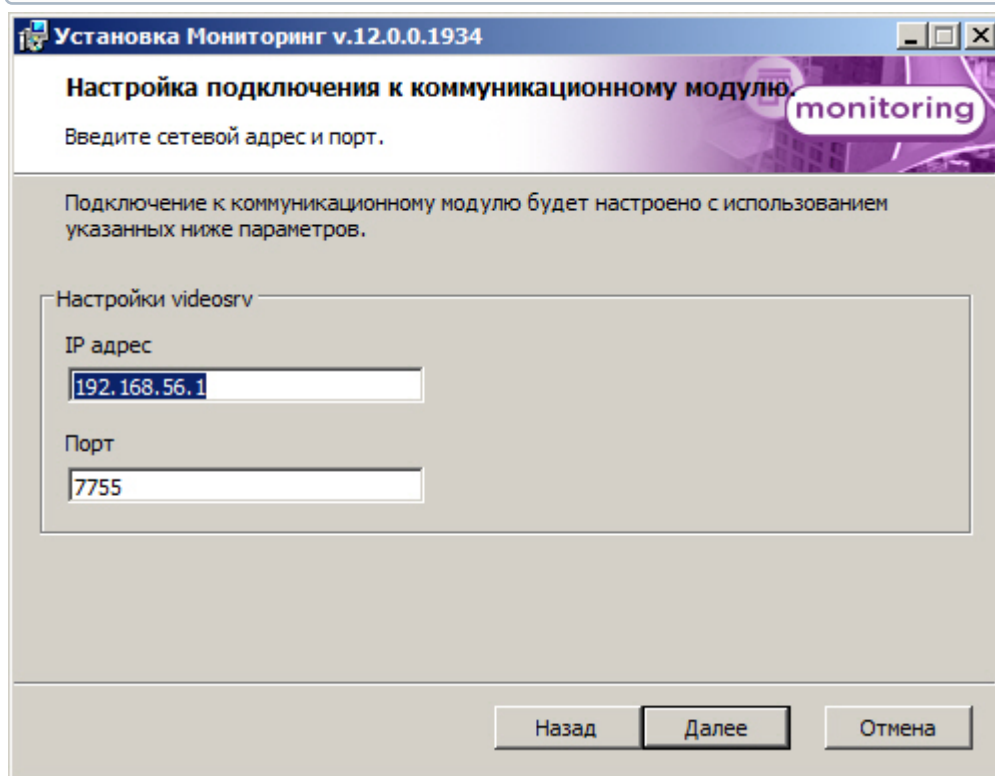 Установка Мониторинг v.12.0.0.1934
Настройка подключения к коммуникационному модулю.
monitoring
Введите сетевой адрес и порт.
Подключение к коммуникационному модулю будет настроено с использованием
указанных ниже параметров.
Настройки videosrv
IP адрес
192.168.56.1
Порт
7755
Назад
Далее
Отмена